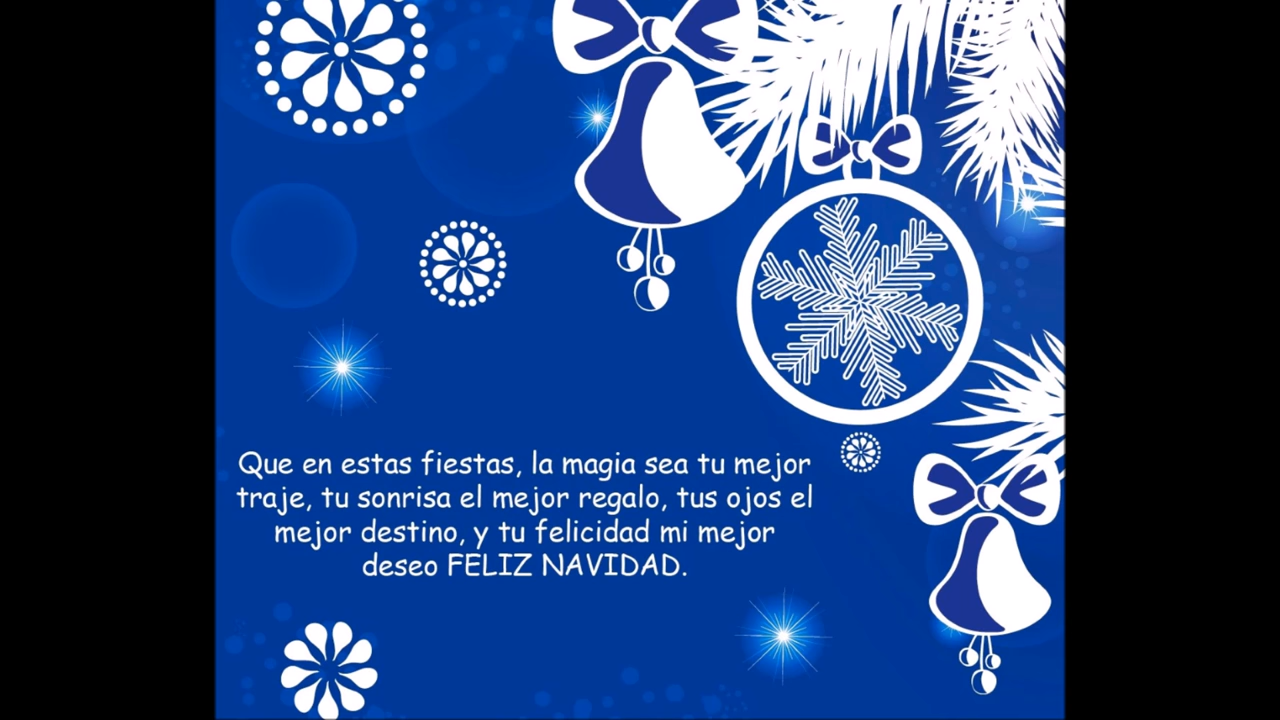 Que en estas fiestas, la magia sea tu mejor
traje, tu sonrisa el mejor regalo, tus ojos el
mejor destino, y tu felicidad mi mejor
deseo FELIZ NAVIDAD.